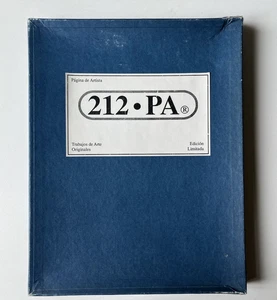 Página de Artista
212•PA®
Trabajos de Arte
Originales
Edición
Limitada